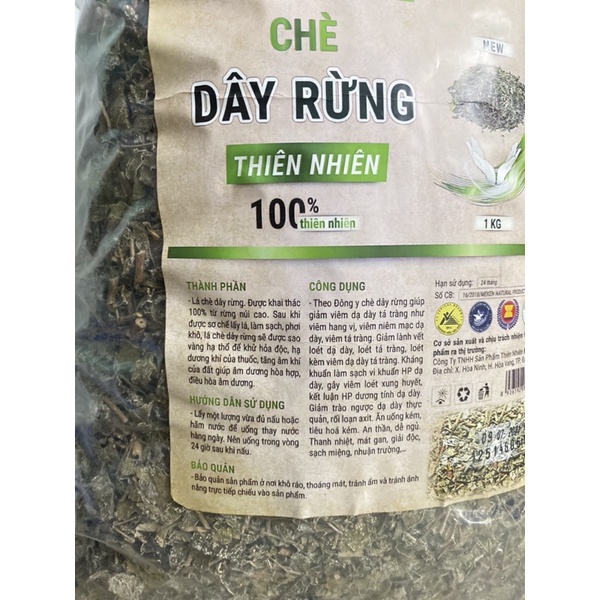 CHÈ
DÂY RỪNG
THIÊN NHIÊN
100%
thiên nhiên
NEW
1 KG
THÀNH PHẦN
- Lá chè dây rừng. Được khai thác
100% từ rừng núi cao. Sau khi
được sơ chế lấy lá, làm sạch, phơi
khô, lá chè dây rừng sẽ được sao
vàng hạ thổ để khử hỏa độc, hạ
dương khí của thuốc, tăng âm khí
của đất giúp âm dương hòa hợp,
điều hòa âm dương.
HƯỚNG DẪN SỬ DỤNG
- Lấy một lượng vừa đủ nấu hoặc
hãm nước để uống thay nước
hàng ngày. Nên uống trong vòng
24 giờ sau khi nấu.
BẢO QUẢN
- Bảo quản sản phẩm ở nơi khô ráo, thoáng mát, tránh ẩm và tránh ánh
nắng trực tiếp chiếu vào sản phẩm.
CÔNG DỤNG
- Theo Đông y chè dây rừng giúp
giảm viêm dạ dày tá tràng như
viêm hang vị, viêm niêm mạc dạ
dày, viêm tá tràng. Giảm lành vết
loét dạ dày, loét tá tràng, loét
kèm viêm dạ dày tá tràng. Kháng
khuẩn làm sạch vi khuẩn HP dạ
dày, gây viêm loét xung huyết,
kết luận HP dương tính dạ dày.
Giảm trào ngược dạ dày thực
quản, rối loạn axit. Ăn uống kém,
tiêu hoá kém. An thần, dễ ngủ.
Thanh nhiệt, mát gan, giải độc,
sạch miệng, nhuận trường...
Hạn sử dụng: 24 tháng
Số CB: 16/2018/MEKEN NATURAL PRODUCT
Cơ sở sản xuất và chịu trách nhiệm
phẩm ra thị trường:
Công Ty TNHH Sản Phẩm Thiên Nhiên
Địa chỉ: X. Hòa Ninh, H. Hòa Vang, TP.